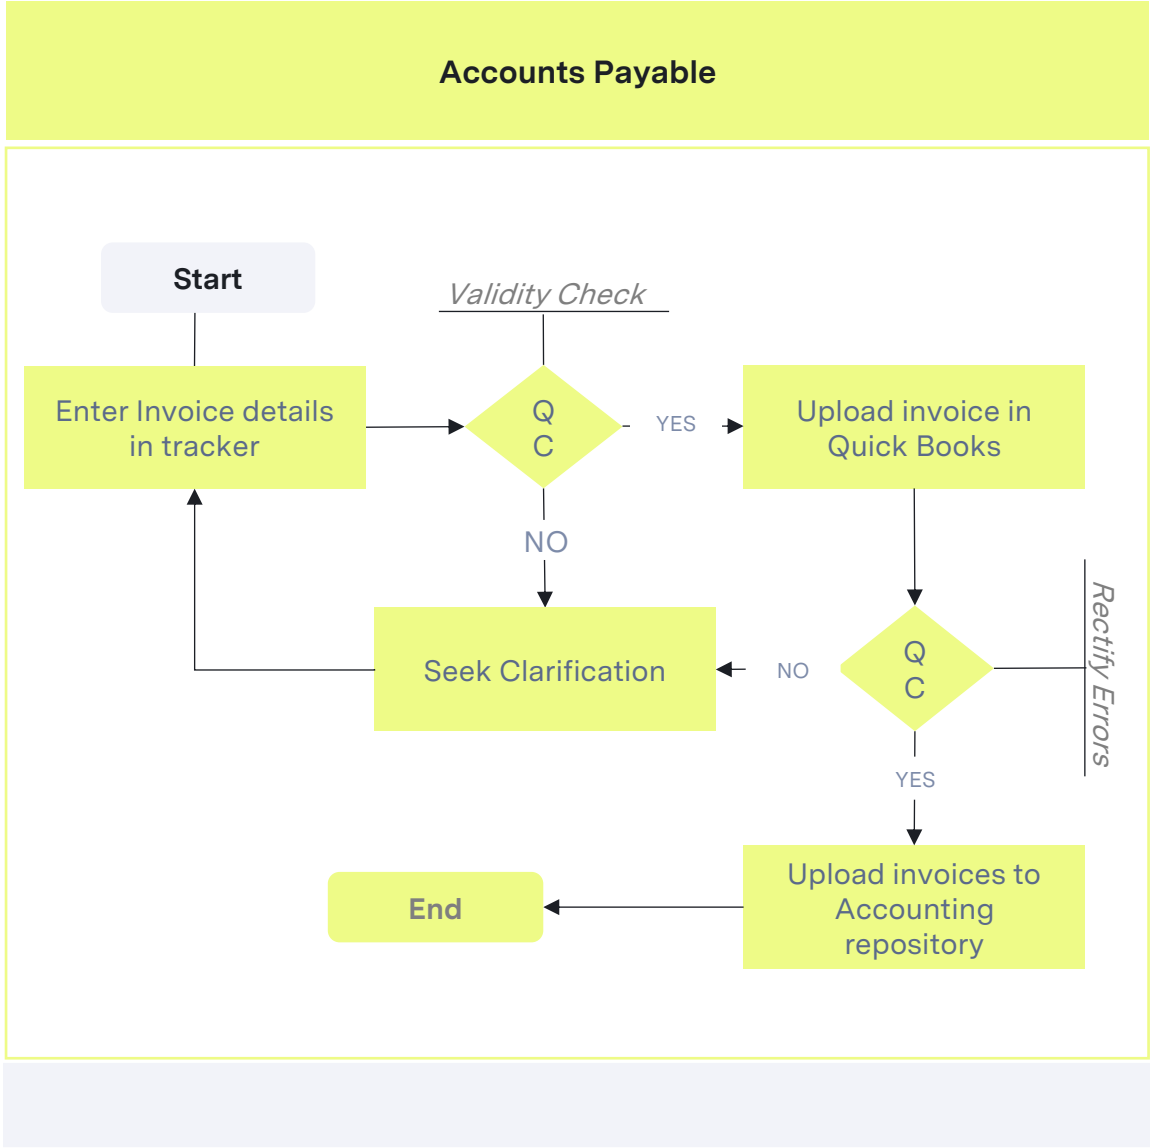 Accounts Payable
Start
Validity Check
Enter Invoice details
in tracker
Q
C
YES
Upload invoice in
Quick Books
NO
Seek Clarification
NO
Q
C
Rectify Errors
YES
Upload invoices to
Accounting
repository
End